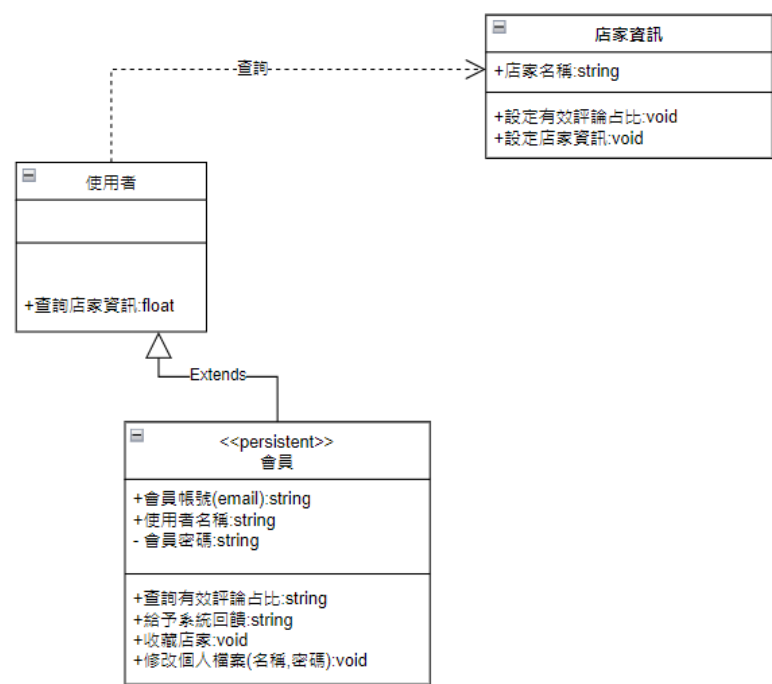 店家資訊
+店家名稱:string
+設定有效評論占比:void
+設定店家資訊:void
查詢
使用者
+查詢店家資訊:float
Extends
<<persistent>>
會員
+會員帳號(email):string
+使用者名稱:string
- 會員密碼:string
+查詢有效評論占比:string
+給予系統回饋:string
+收藏店家:void
+修改個人檔案(名稱,密碼):void